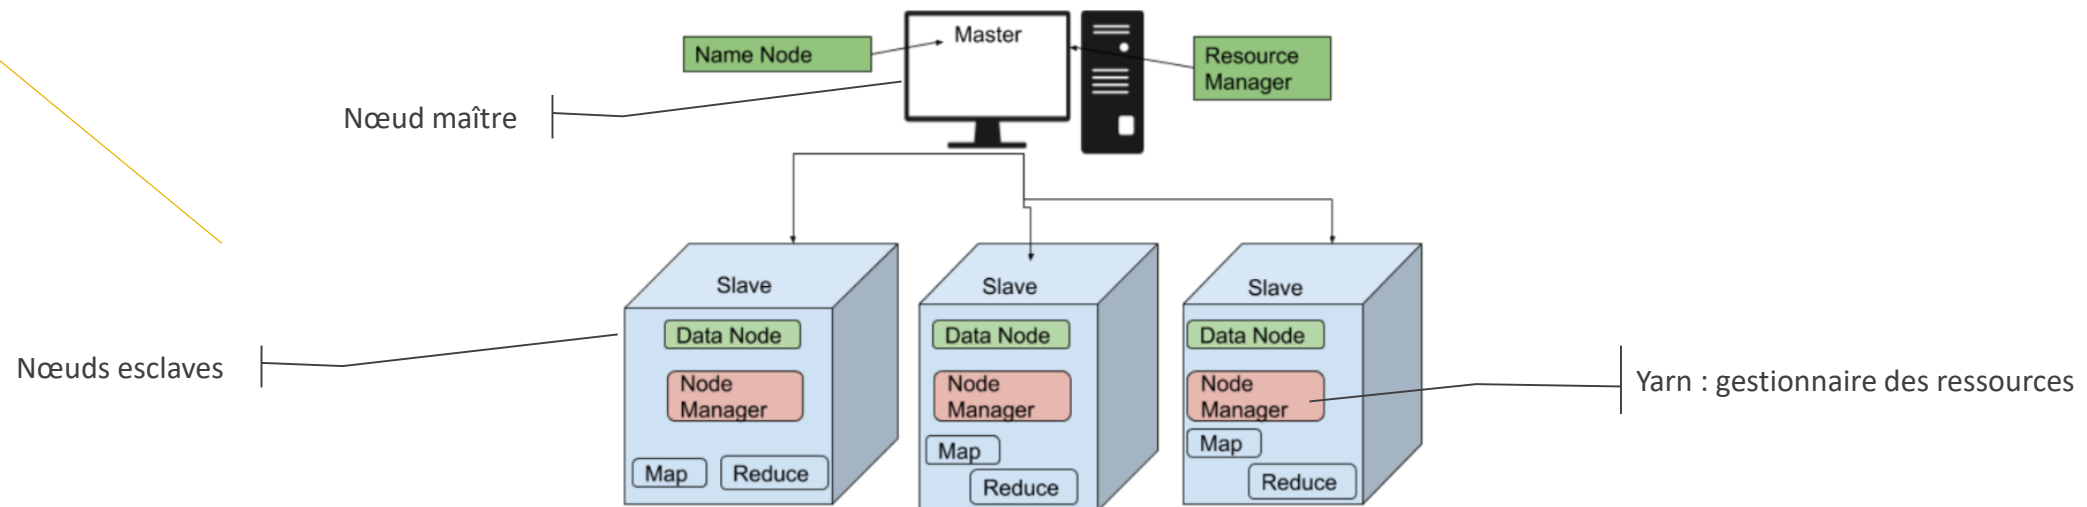 Master
Name Node
Resource
Manager
Nœud maître
Slave
Slave
Slave
Data Node
Data Node
Data Node
Nœuds esclaves
Node
Manager
Node
Manager
Node
Manager
Yarn : gestionnaire des ressources
Map
Reduce
Map
Reduce
Map
Reduce